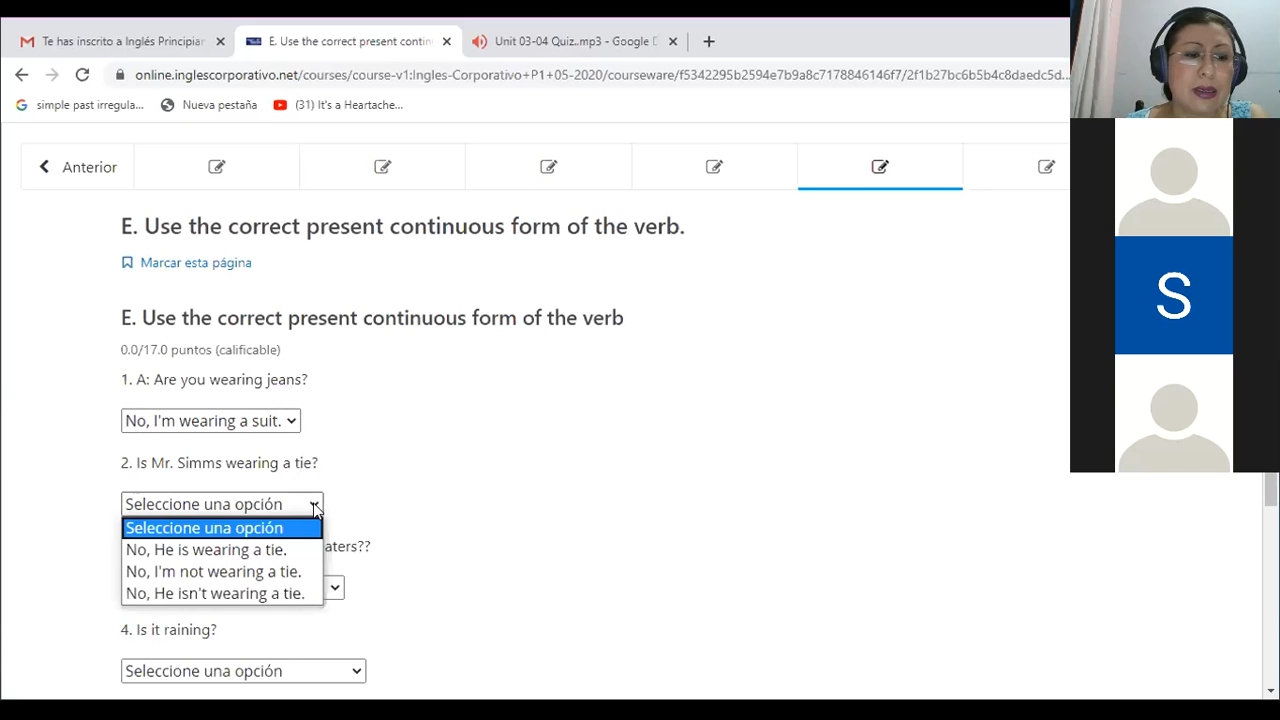 Te has inscrito a Inglés Principian
E. Use the correct present contin
Unit 03-04 Quiz..mp3 - Google D
online.inglescorporativo.net/courses/course-v1:Ingles-Corporativo+P1+05-2020/courseware/f5342295b2594e7b9a8c7178846146f7/2f1b27bc6b5b4c8daedc5d...
simple past irregula...
Nueva pestaña
(31) It's a Heartache...
Anterior
E. Use the correct present continuous form of the verb.
Marcar esta página
E. Use the correct present continuous form of the verb
0.0/17.0 puntos (calificable)
1. A: Are you wearing jeans?
No, I'm wearing a suit.
2. Is Mr. Simms wearing a tie?
Seleccione una opción
Seleccione una opción
No, He is wearing a tie.
aters??
No, I'm not wearing a tie.
No, He isn't wearing a tie.
4. Is it raining?
Seleccione una opción
S